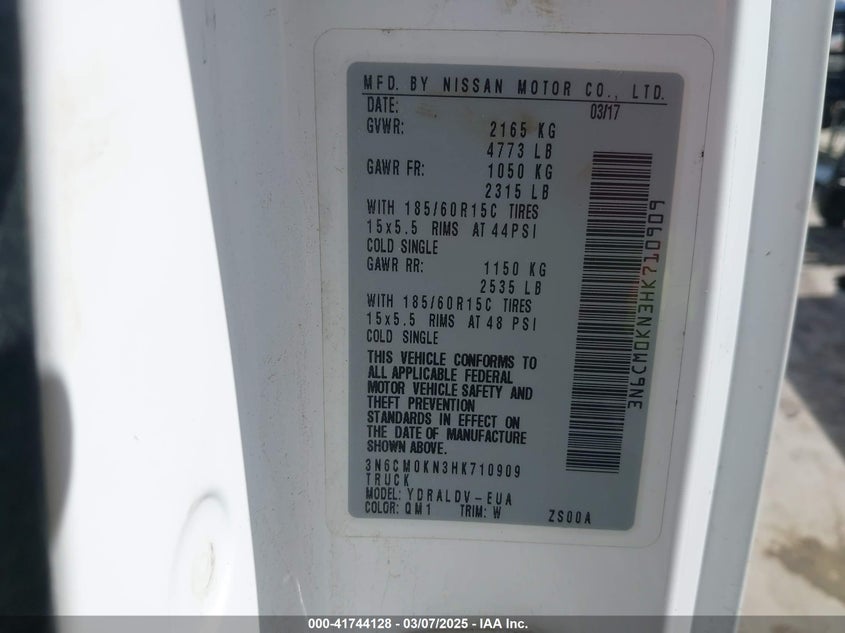 MFD. BY NISSAN MOTOR CO., LTD.
DATE: 03/17
GVWR: 2165 KG
4773 LB
GAWR FR: 1050 KG
2315 LB
WITH 185/60R15C TIRES
15x5.5 RIMS AT 44PSI
COLD SINGLE
GAWR RR: 1150 KG
2535 LB
WITH 185/60R15C TIRES
15x5.5 RIMS AT 48 PSI
COLD SINGLE
THIS VEHICLE CONFORMS TO
ALL APPLICABLE FEDERAL
MOTOR VEHICLE SAFETY AND
THEFT PREVENTION
STANDARDS IN EFFECT ON
THE DATE OF MANUFACTURE
SHOWN ABOVE.
3N6CM0KN3HK710909
TRUCK
MODEL: YDRALDV-EUA
COLOR: QM1 TRIM: W ZS00A
3N6CM0KN3HK710909
000-41744128 - 03/07/2025 - IAA Inc.